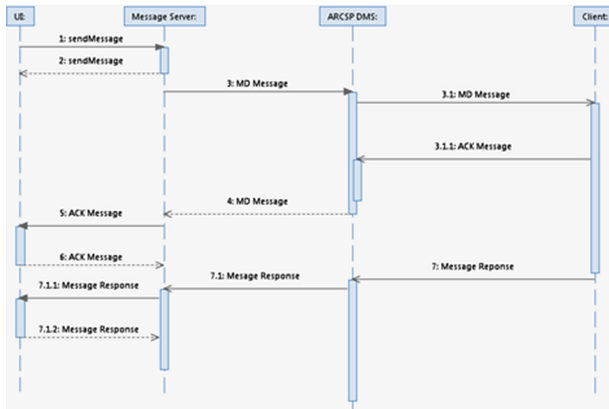 UI:
Message Server:
ARCSP DMS:
Client:
1: sendMessage
2: sendMessage
3: MD Message
3.1: MD Message
3.1.1: ACK Message
4: MD Message
5: ACK Message
6: ACK Message
7: Message Reponse
7.1: Mesage Response
7.1.1: Message Response
7.1.2: Message Response